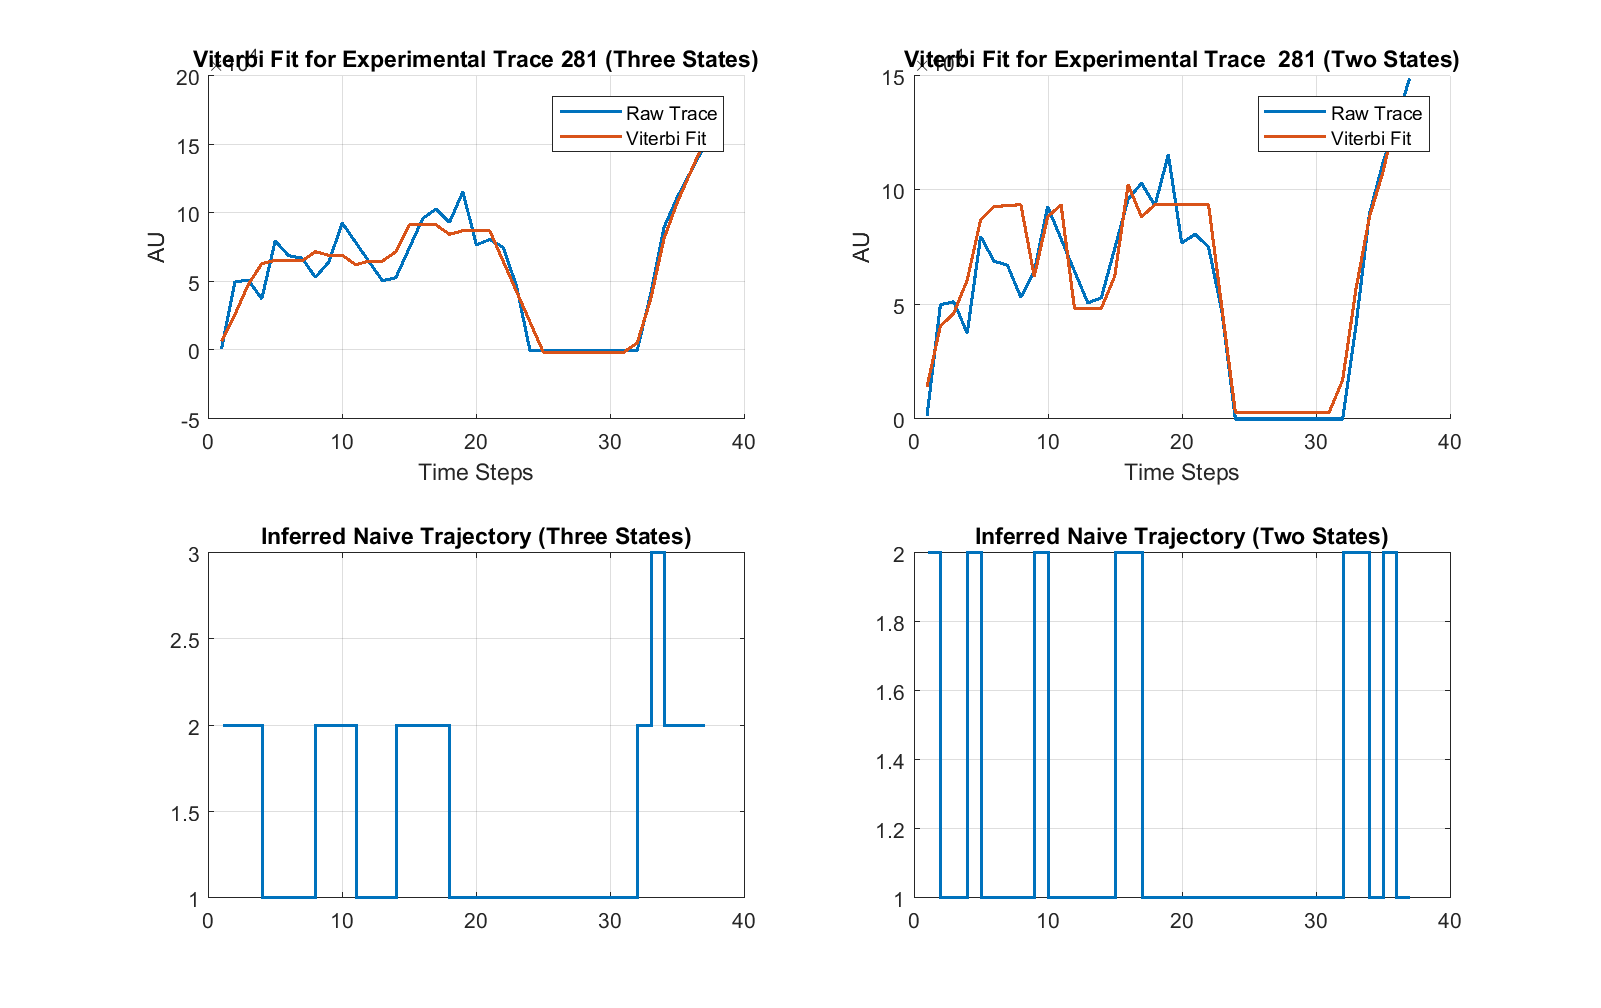 Viterbi Fit for Experimental Trace 281 (Three States)
20
15
10
5
0
-5
AU
Raw Trace
Viterbi Fit
0 10 20 30 40
Time Steps
Viterbi Fit for Experimental Trace  281 (Two States)
15
10
5
0
AU
Raw Trace
Viterbi Fit
0 10 20 30 40
Time Steps
Inferred Naive Trajectory (Three States)
3
2.5
2
1.5
1
0 10 20 30 40
Inferred Naive Trajectory (Two States)
2
1.8
1.6
1.4
1.2
1
0 10 20 30 40